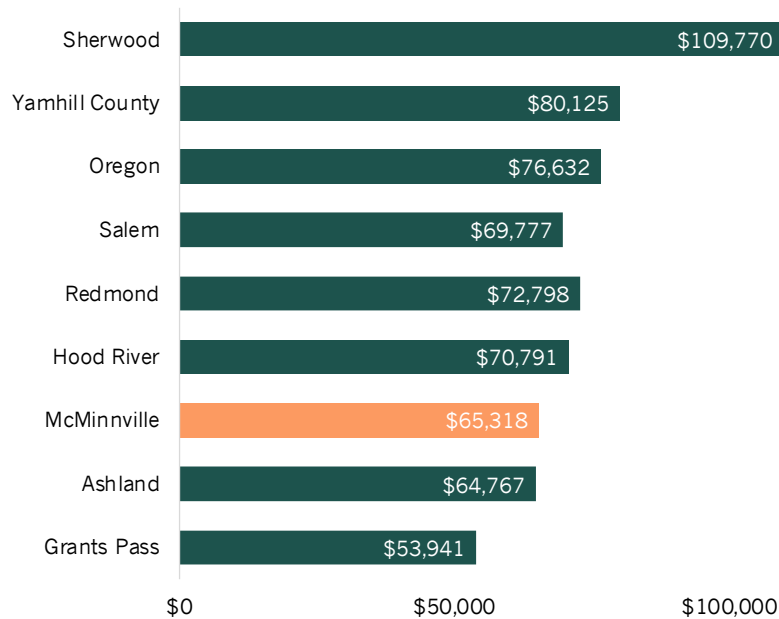 Sherwood $109,770
Yamhill County $80,125
Oregon $76,632
Salem $69,777
Redmond $72,798
Hood River $70,791
McMinnville $65,318
Ashland $64,767
Grants Pass $53,941
$0 $50,000 $100,000